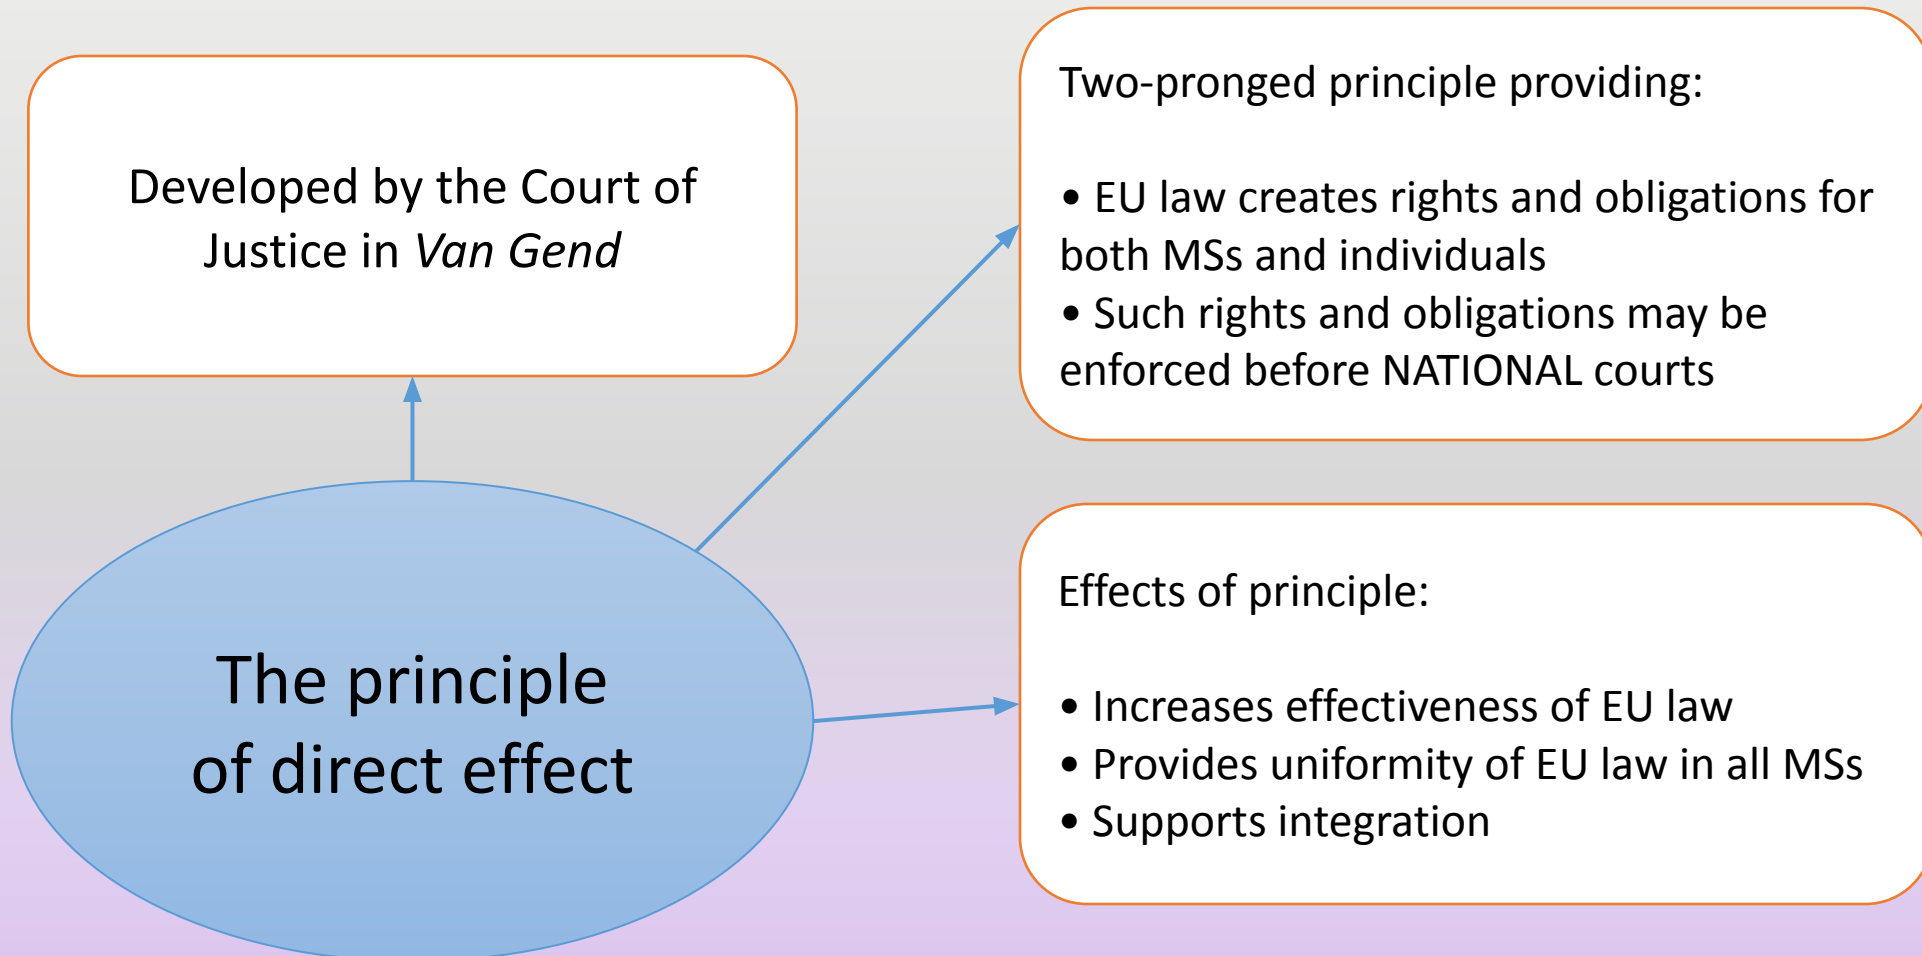 Developed by the Court of
Justice in Van Gend
Two-pronged principle providing:
• EU law creates rights and obligations for
both MSs and individuals
• Such rights and obligations may be
enforced before NATIONAL courts
The principle
of direct effect
Effects of principle:
• Increases effectiveness of EU law
• Provides uniformity of EU law in all MSs
• Supports integration